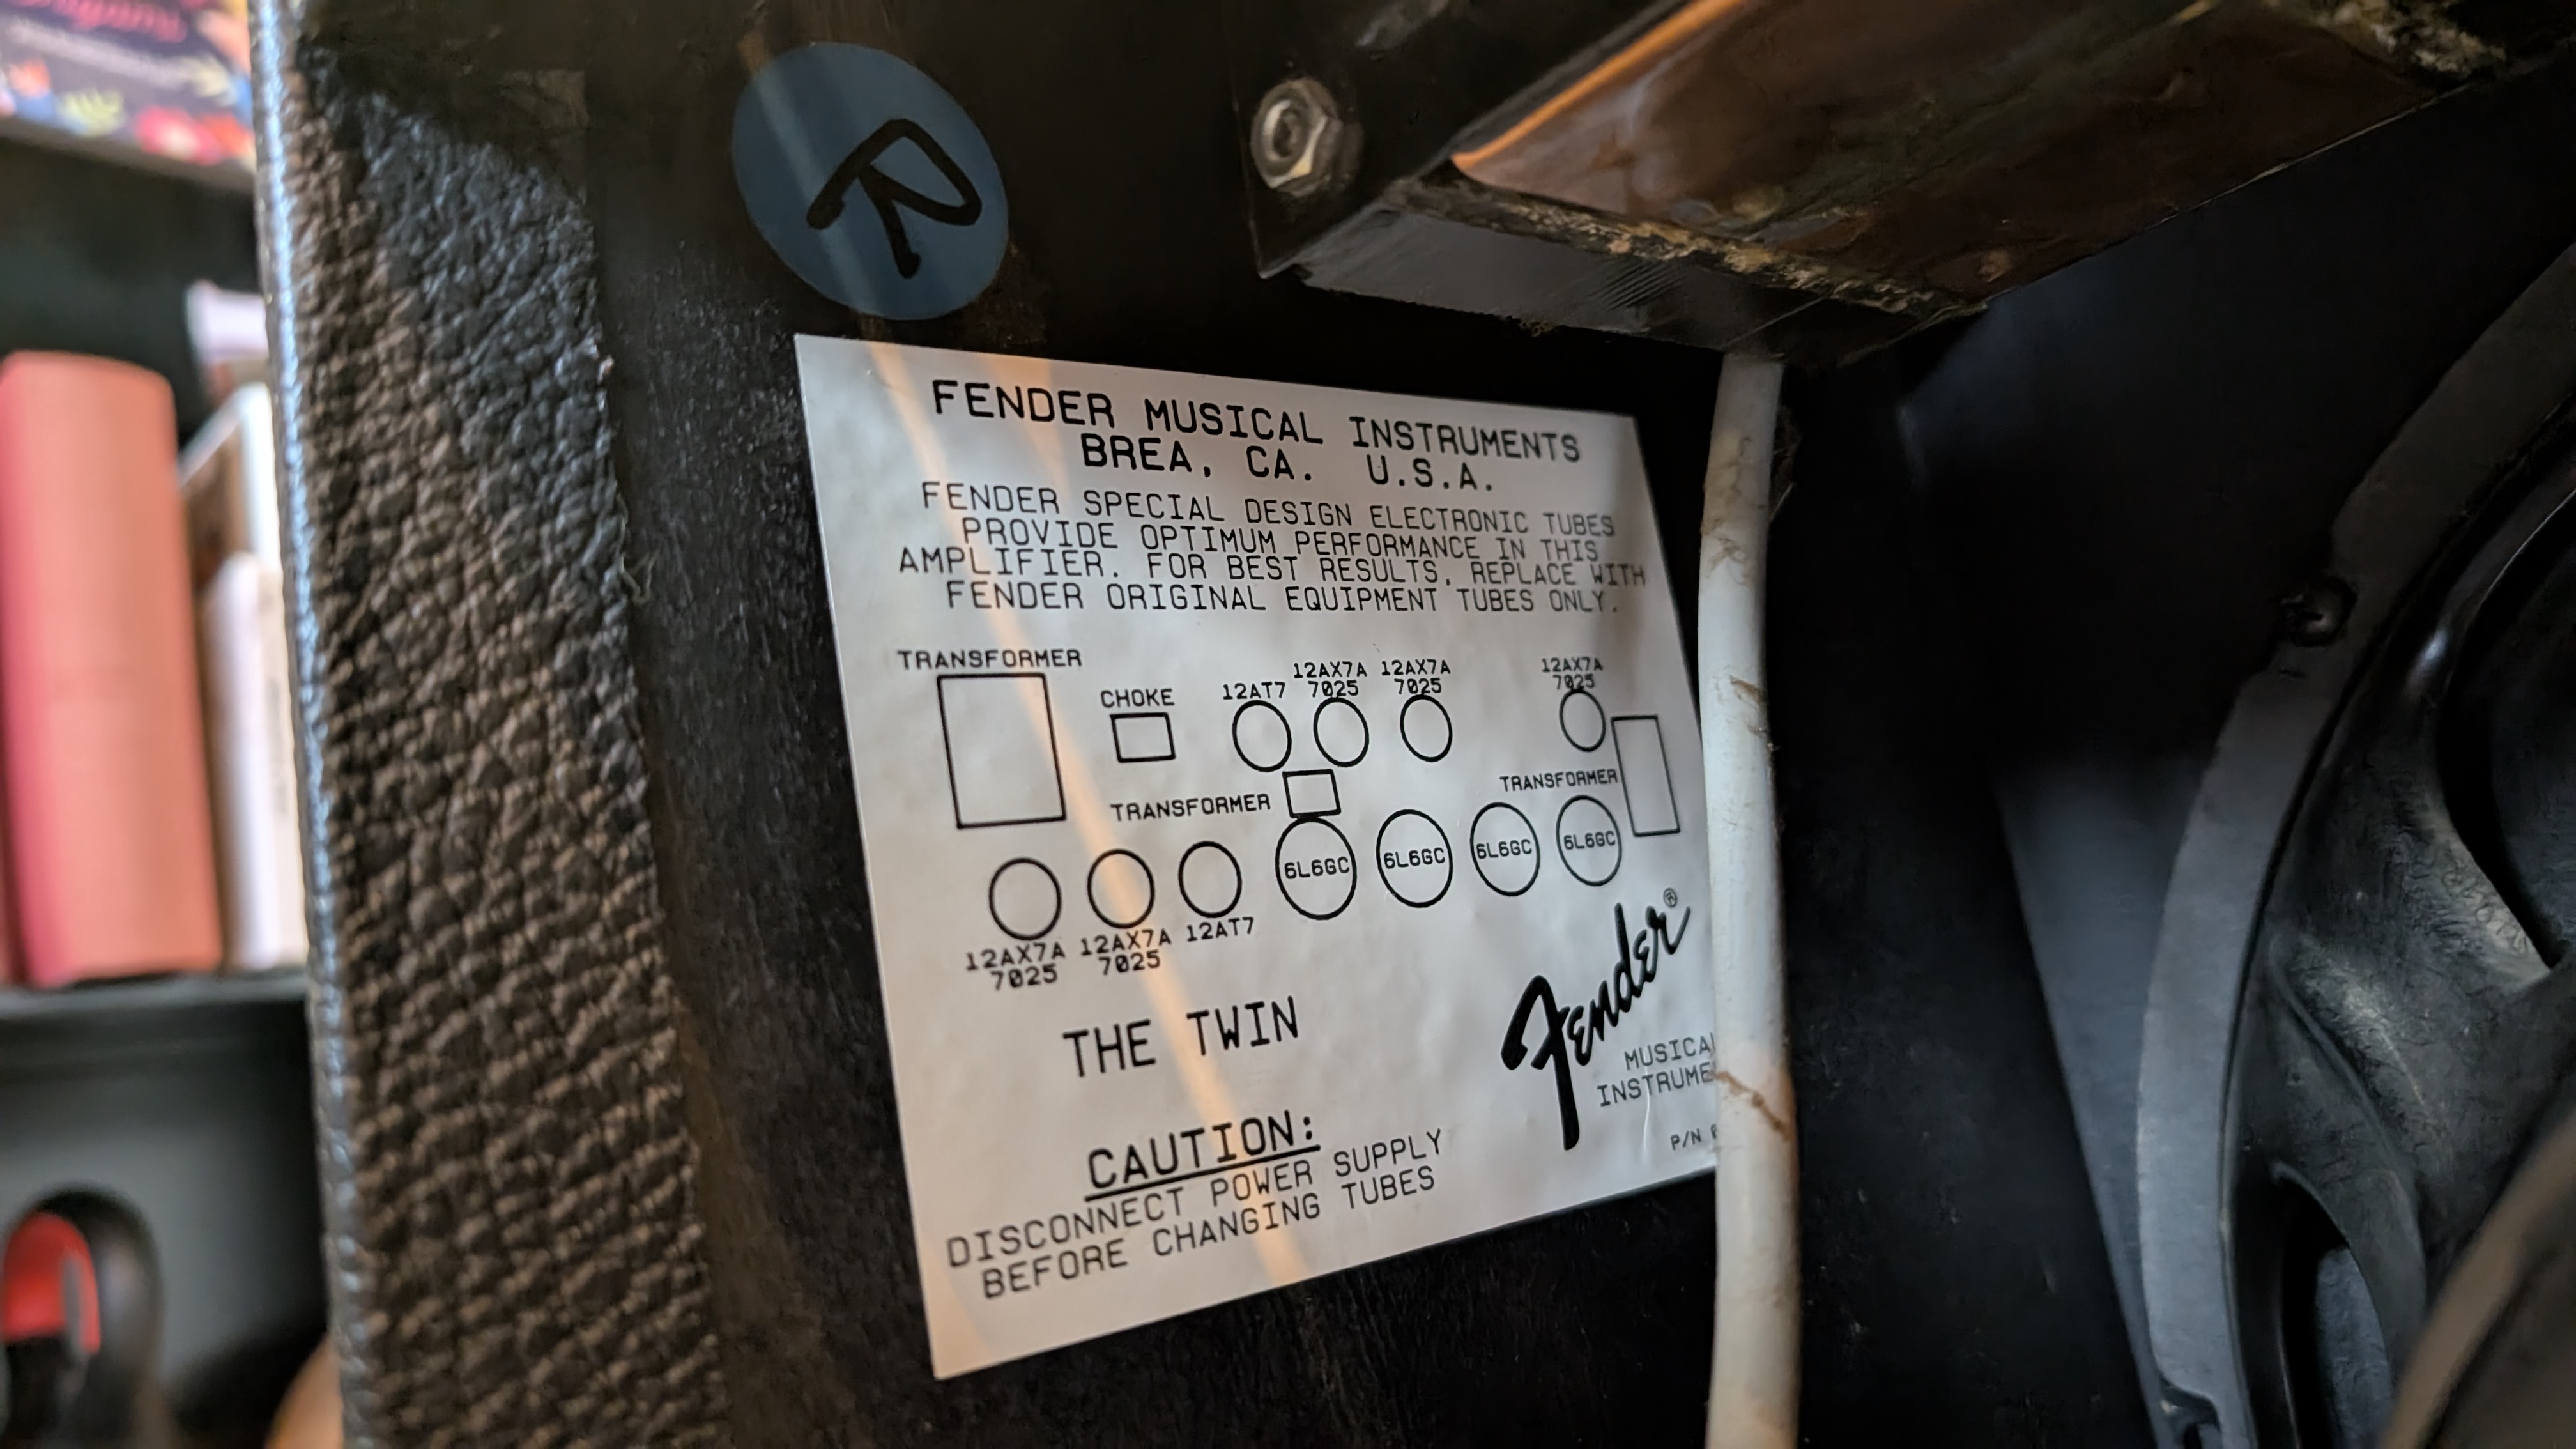 R
FENDER MUSICAL INSTRUMENTS
BREA, CA. U.S.A.
FENDER SPECIAL DESIGN ELECTRONIC TUBES
PROVIDE OPTIMUM PERFORMANCE IN THIS
AMPLIFIER. FOR BEST RESULTS, REPLACE WITH
FENDER ORIGINAL EQUIPMENT TUBES ONLY.
TRANSFORMER
CHOKE
12AT7
12AX7A
7025
12AX7A
7025
12AX7A
7025
TRANSFORMER
TRANSFORMER
6L6GC 6L6GC 6L6GC 6L6GC
12AX7A
7025
12AX7A
7025
12AT7
THE TWIN
Fender®
MUSICA
INSTRUME
P/N
CAUTION:
DISCONNECT POWER SUPPLY
BEFORE CHANGING TUBES